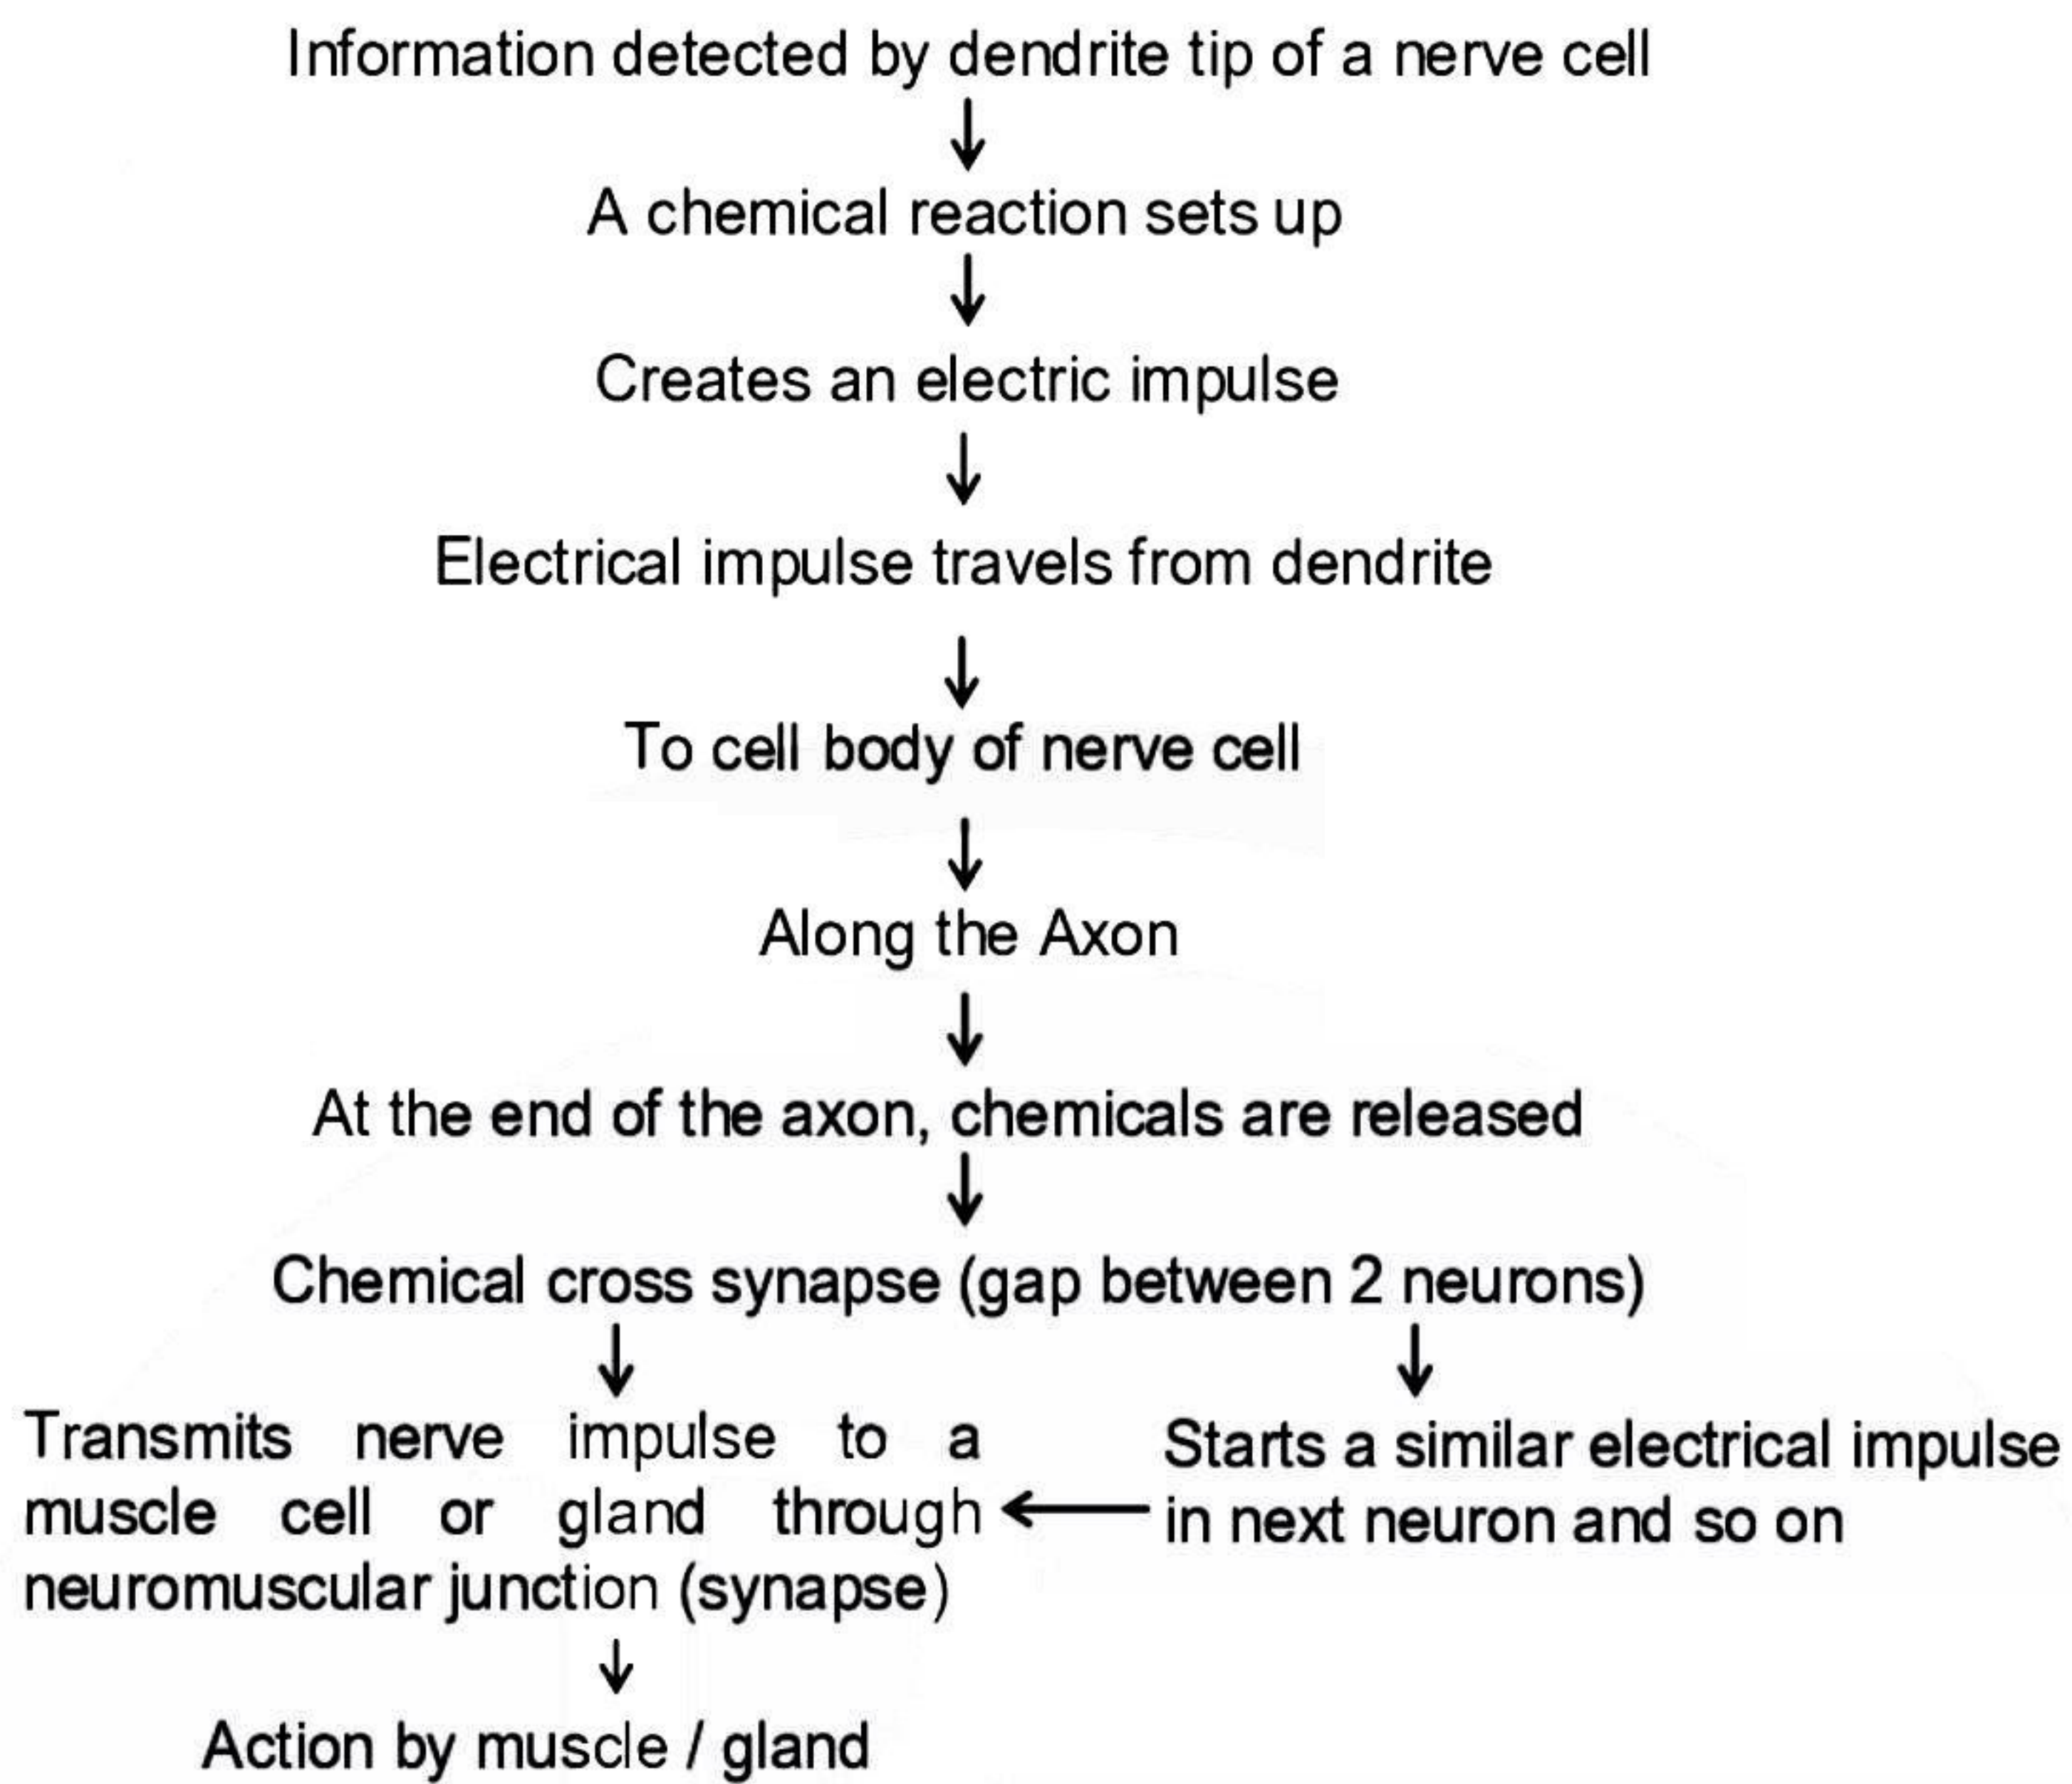 Information detected by dendrite tip of a nerve cell
A chemical reaction sets up
Creates an electric impulse
Electrical impulse travels from dendrite
To cell body of nerve cell
Along the Axon
At the end of the axon, chemicals are released
Chemical cross synapse (gap between 2 neurons)
Transmits nerve impulse to a
muscle cell or gland through
neuromuscular junction (synapse)
Starts a similar electrical impulse
in next neuron and so on
Action by muscle / gland